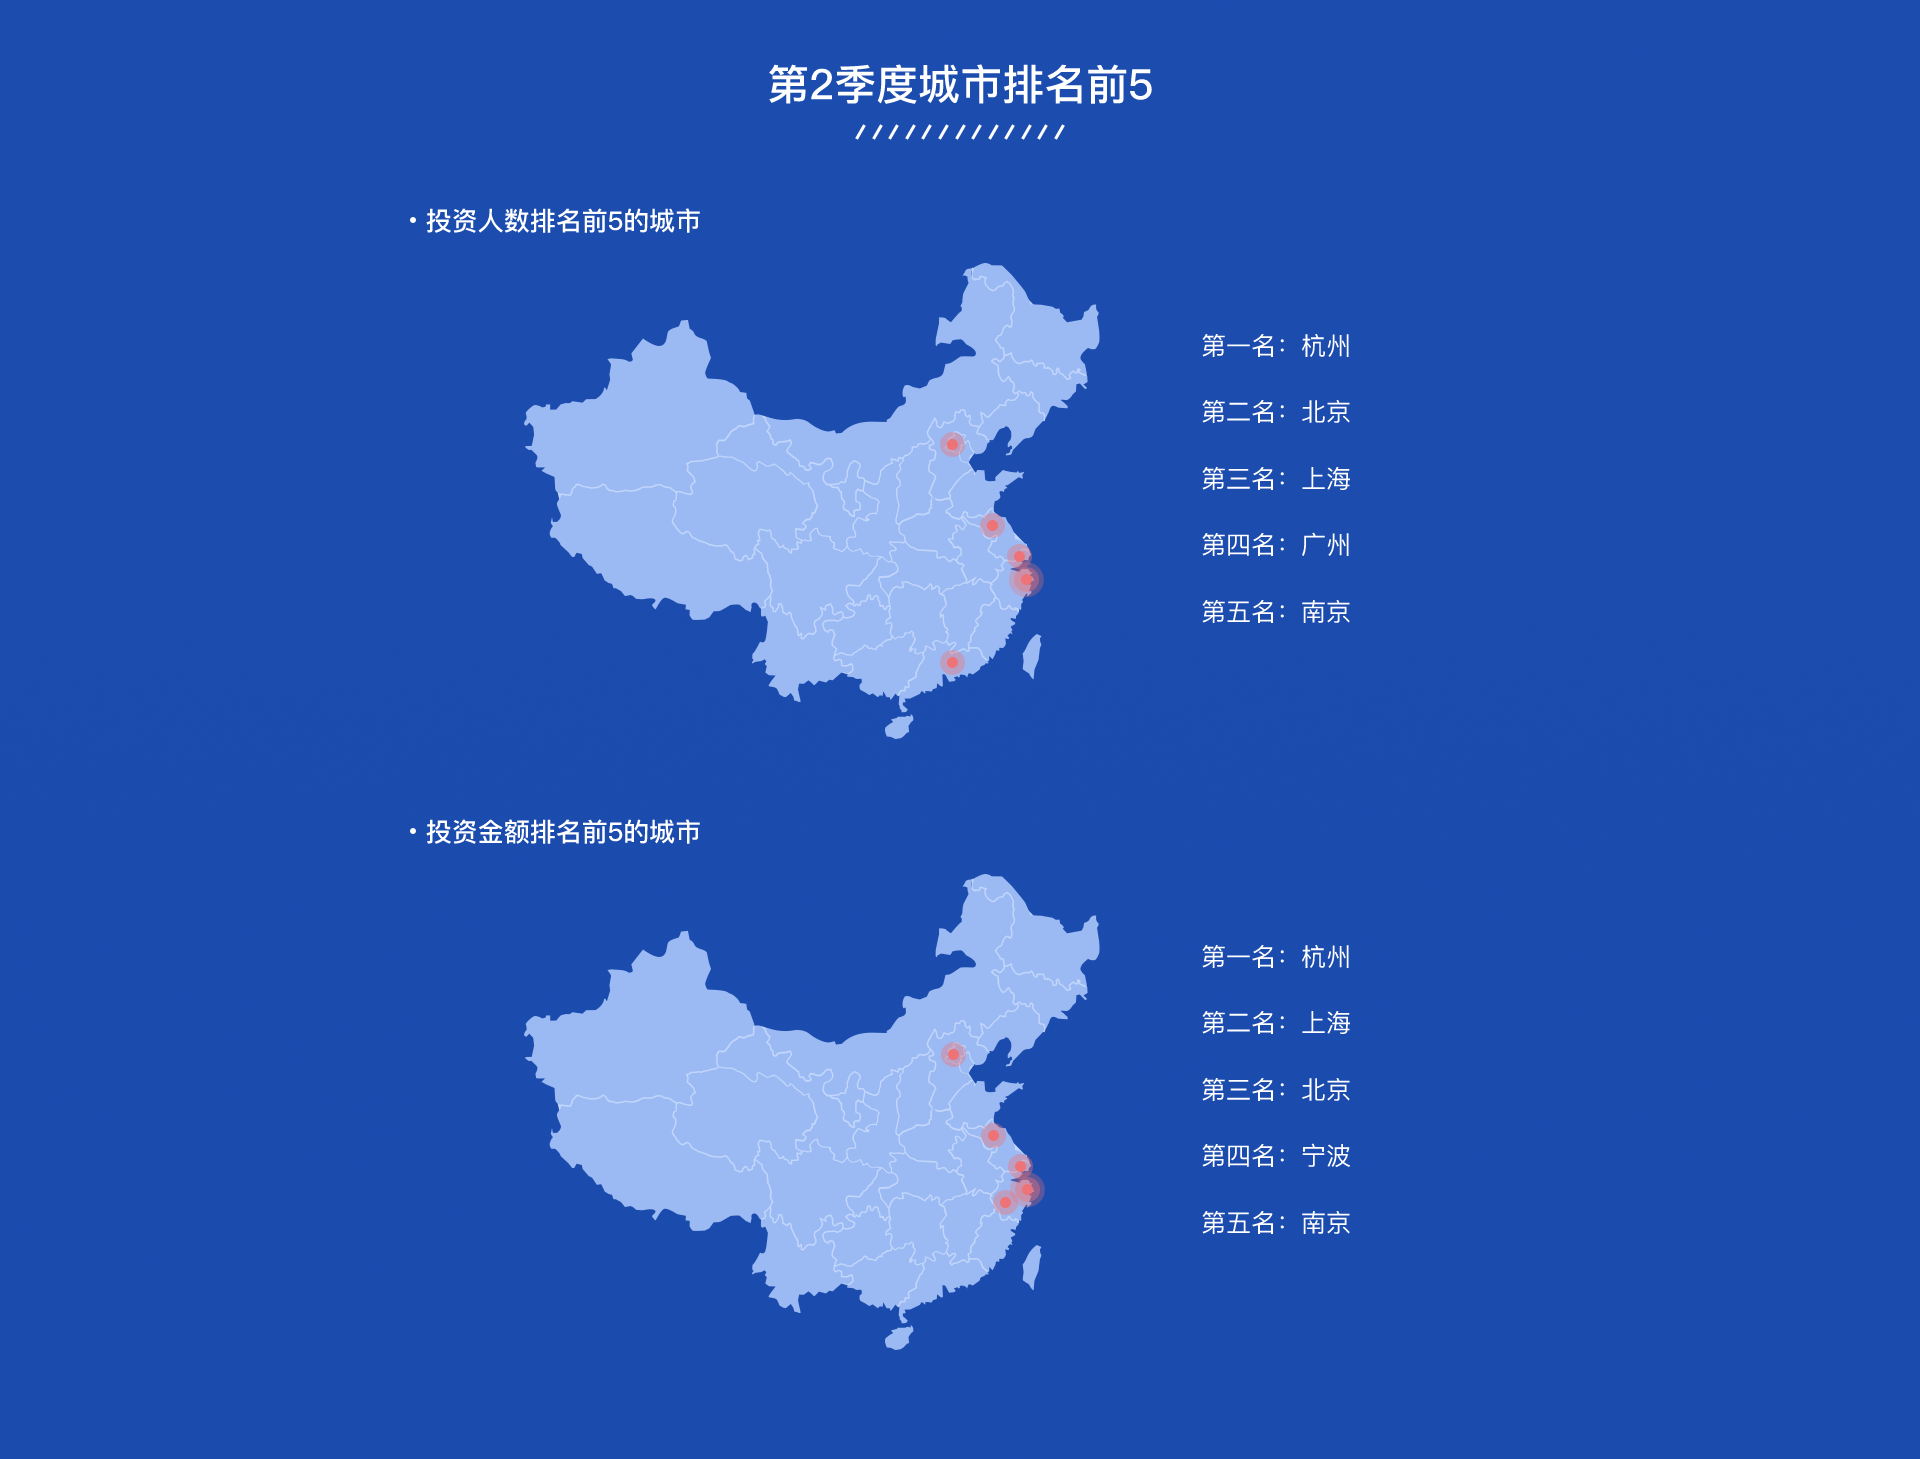 第2季度城市排名前5
• 投资人数排名前5的城市
第一名：杭州
第二名：北京
第三名：上海
第四名：广州
第五名：南京
• 投资金额排名前5的城市
第一名：杭州
第二名：上海
第三名：北京
第四名：宁波
第五名：南京